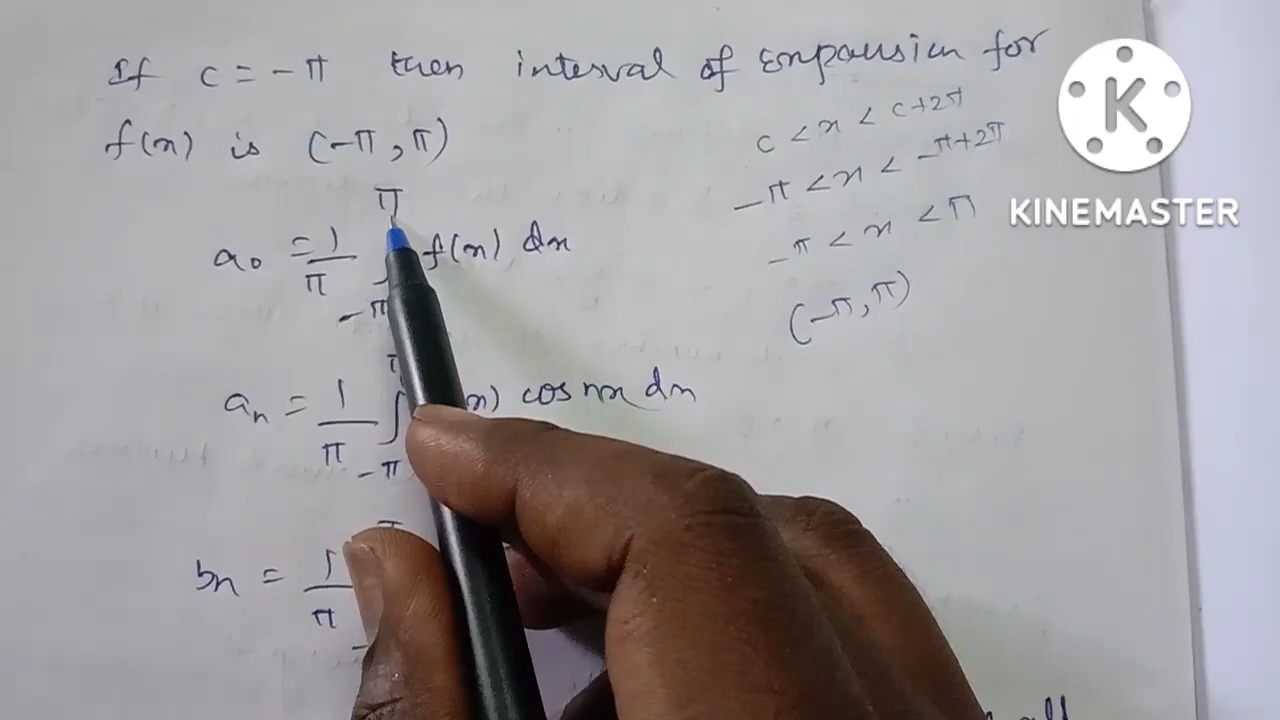 If c = -π then interval of expansion for
f(x) is (-π, π)
c < x < c+2π
-π < x < -π+2π
-π < x < π
(-π, π)
a₀ = 1/π ∫ -π π f(x) dx
aₙ = 1/π ∫ -π x) cos nx dx
bn = 1/π
all
K
KINEMASTER